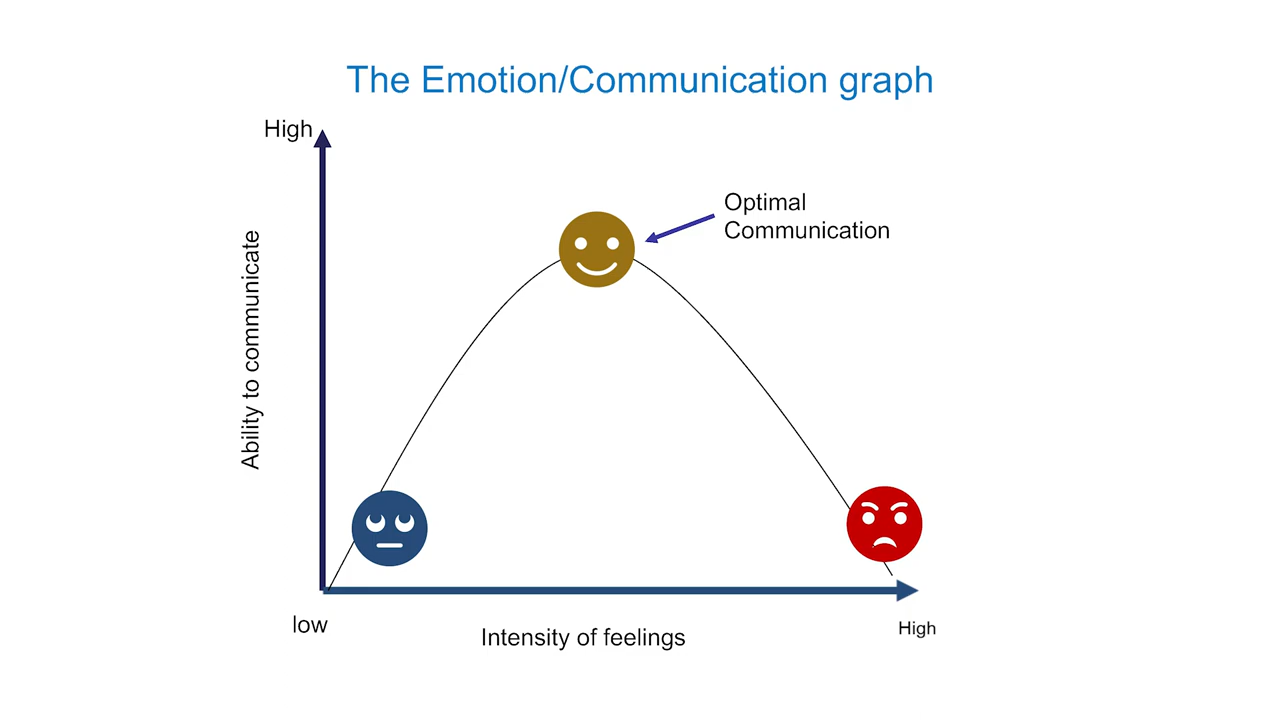 The Emotion/Communication graph
High
Optimal
Communication
Ability to communicate
low
Intensity of feelings
High